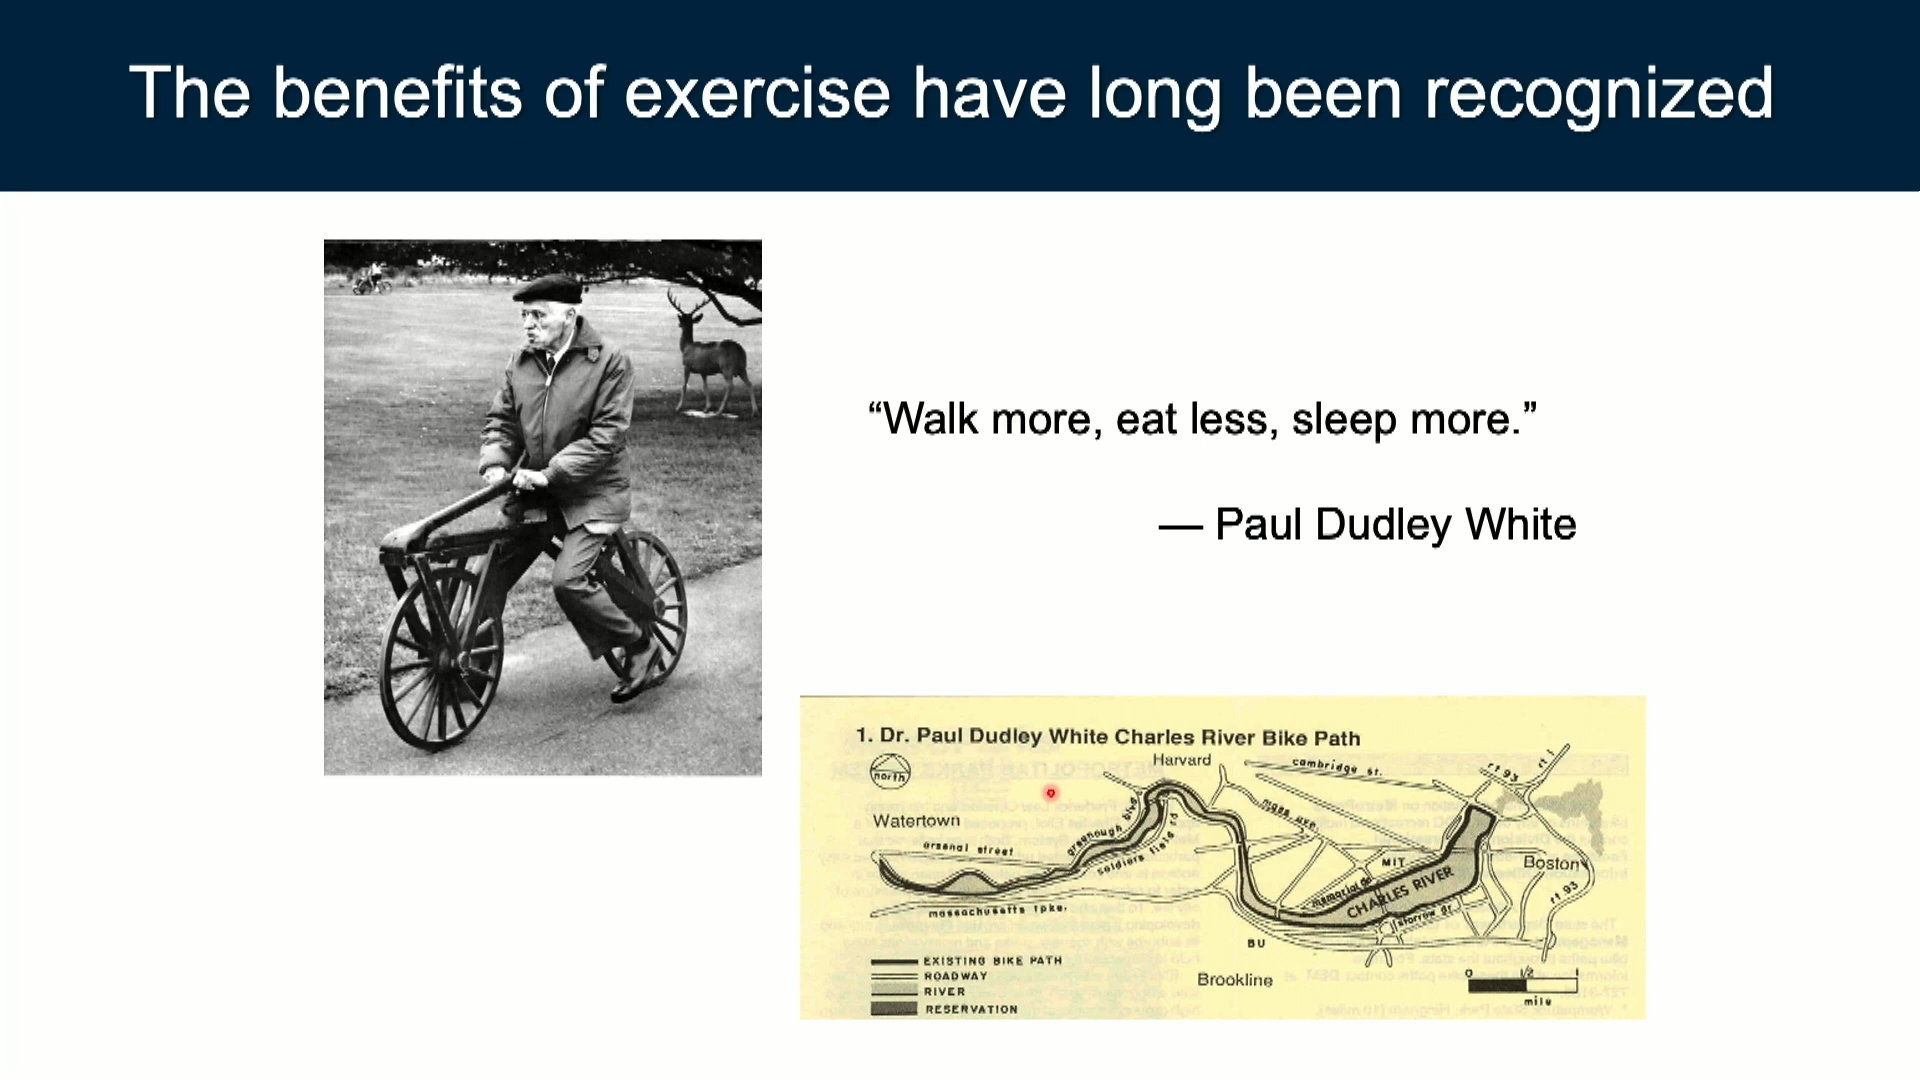 The benefits of exercise have long been recognized
“Walk more, eat less, sleep more.”
— Paul Dudley White
1. Dr. Paul Dudley White Charles River Bike Path
north
Harvard
cambridge st.
rt 93
rt 1
Watertown
greenough blvd
soldiers field rd
mass ave.
arsenal street
MIT
Boston
memorial dr
CHARLES RIVER
storrow dr
rt 93
massachusetts tpke.
BU
Brookline
EXISTING BIKE PATH
ROADWAY
RIVER
RESERVATION
0 1/2 1
mile